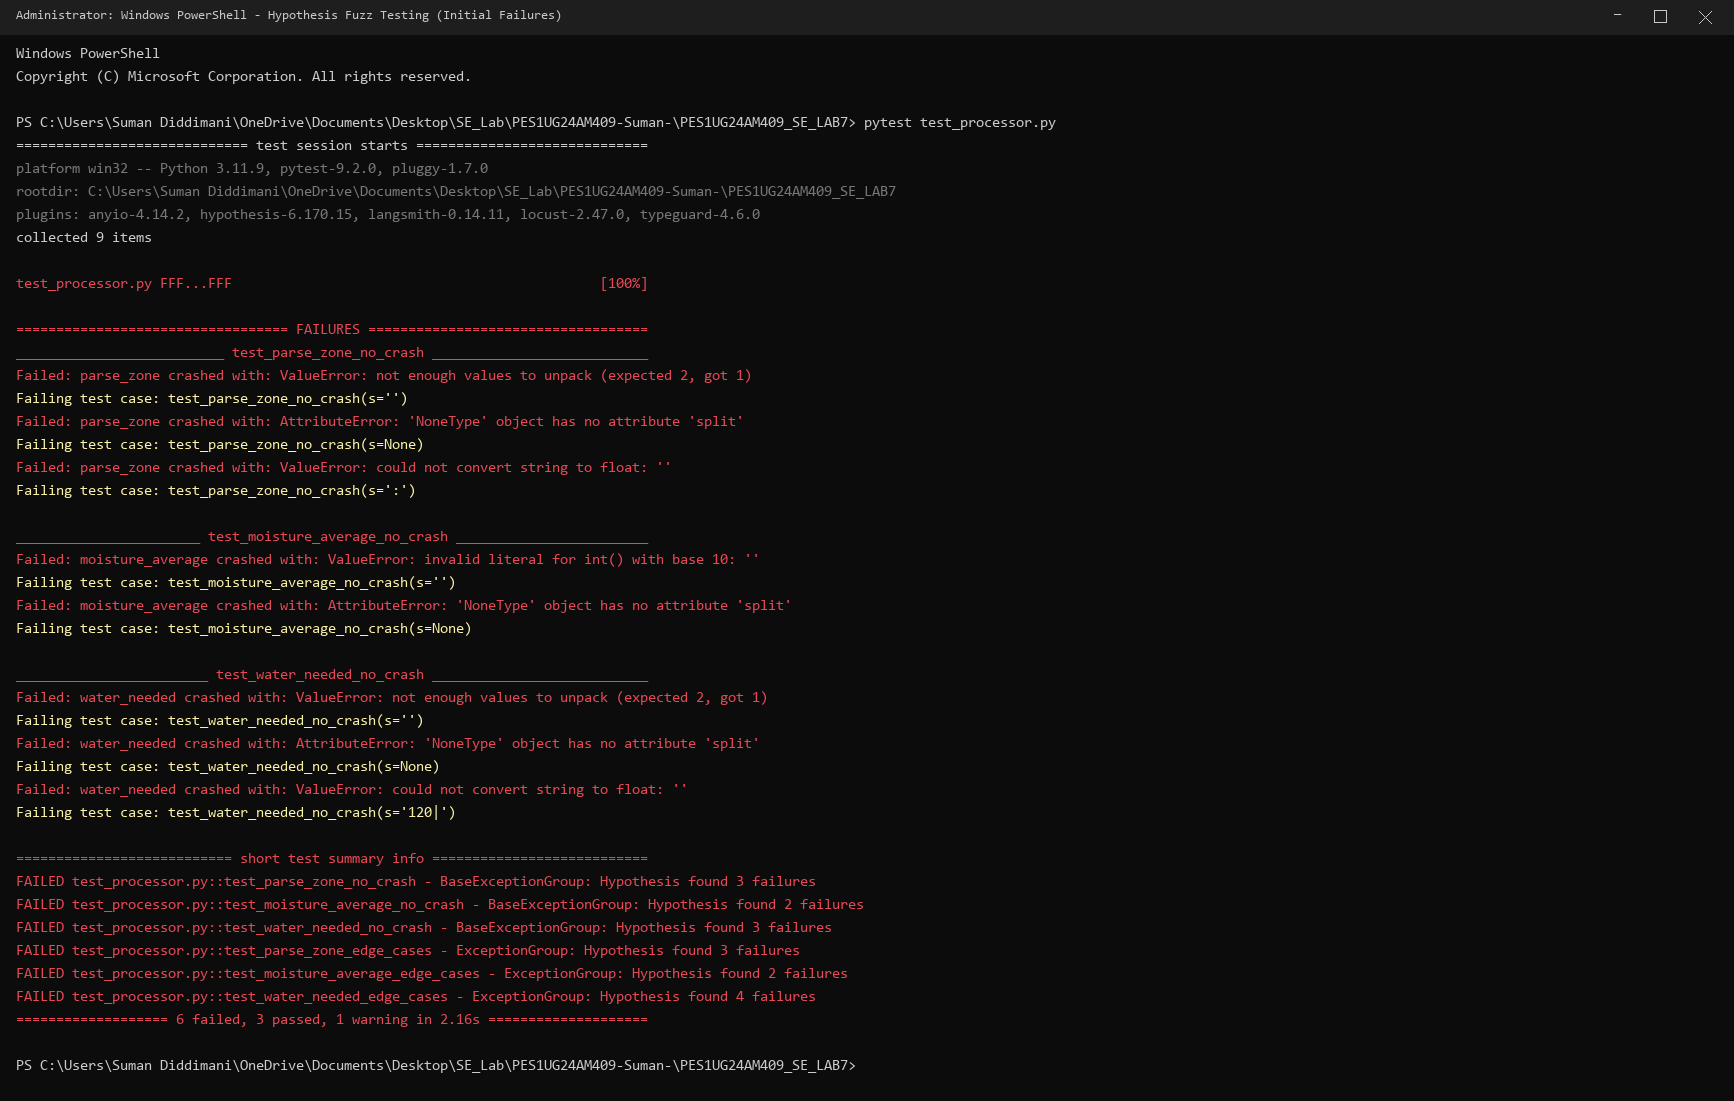 Administrator: Windows PowerShell - Hypothesis Fuzz Testing (Initial Failures)
Windows PowerShell
Copyright (C) Microsoft Corporation. All rights reserved.
PS C:\Users\Suman Diddimani\OneDrive\Documents\Desktop\SE_Lab\PES1UG24AM409-Suman-\PES1UG24AM409_SE_LAB7> pytest test_processor.py
============================= test session starts =============================
platform win32 -- Python 3.11.9, pytest-9.2.0, pluggy-1.7.0
rootdir: C:\Users\Suman Diddimani\OneDrive\Documents\Desktop\SE_Lab\PES1UG24AM409-Suman-\PES1UG24AM409_SE_LAB7
plugins: anyio-4.14.2, hypothesis-6.170.15, langsmith-0.14.11, locust-2.47.0, typeguard-4.6.0
collected 9 items
test_processor.py FFF...FFF                                              [100%]
================================== FAILURES ===================================
__________________________ test_parse_zone_no_crash ___________________________
Failed: parse_zone crashed with: ValueError: not enough values to unpack (expected 2, got 1)
Failing test case: test_parse_zone_no_crash(s='')
Failed: parse_zone crashed with: AttributeError: 'NoneType' object has no attribute 'split'
Failing test case: test_parse_zone_no_crash(s=None)
Failed: parse_zone crashed with: ValueError: could not convert string to float: ''
Failing test case: test_parse_zone_no_crash(s=':')
_______________________ test_moisture_average_no_crash ________________________
Failed: moisture_average crashed with: ValueError: invalid literal for int() with base 10: ''
Failing test case: test_moisture_average_no_crash(s='')
Failed: moisture_average crashed with: AttributeError: 'NoneType' object has no attribute 'split'
Failing test case: test_moisture_average_no_crash(s=None)
________________________ test_water_needed_no_crash ___________________________
Failed: water_needed crashed with: ValueError: not enough values to unpack (expected 2, got 1)
Failing test case: test_water_needed_no_crash(s='')
Failed: water_needed crashed with: AttributeError: 'NoneType' object has no attribute 'split'
Failing test case: test_water_needed_no_crash(s=None)
Failed: water_needed crashed with: ValueError: could not convert string to float: ''
Failing test case: test_water_needed_no_crash(s='120|')
=========================== short test summary info ===========================
FAILED test_processor.py::test_parse_zone_no_crash - BaseExceptionGroup: Hypothesis found 3 failures
FAILED test_processor.py::test_moisture_average_no_crash - BaseExceptionGroup: Hypothesis found 2 failures
FAILED test_processor.py::test_water_needed_no_crash - BaseExceptionGroup: Hypothesis found 3 failures
FAILED test_processor.py::test_parse_zone_edge_cases - ExceptionGroup: Hypothesis found 3 failures
FAILED test_processor.py::test_moisture_average_edge_cases - ExceptionGroup: Hypothesis found 2 failures
FAILED test_processor.py::test_water_needed_edge_cases - ExceptionGroup: Hypothesis found 4 failures
=================== 6 failed, 3 passed, 1 warning in 2.16s ====================
PS C:\Users\Suman Diddimani\OneDrive\Documents\Desktop\SE_Lab\PES1UG24AM409-Suman-\PES1UG24AM409_SE_LAB7>